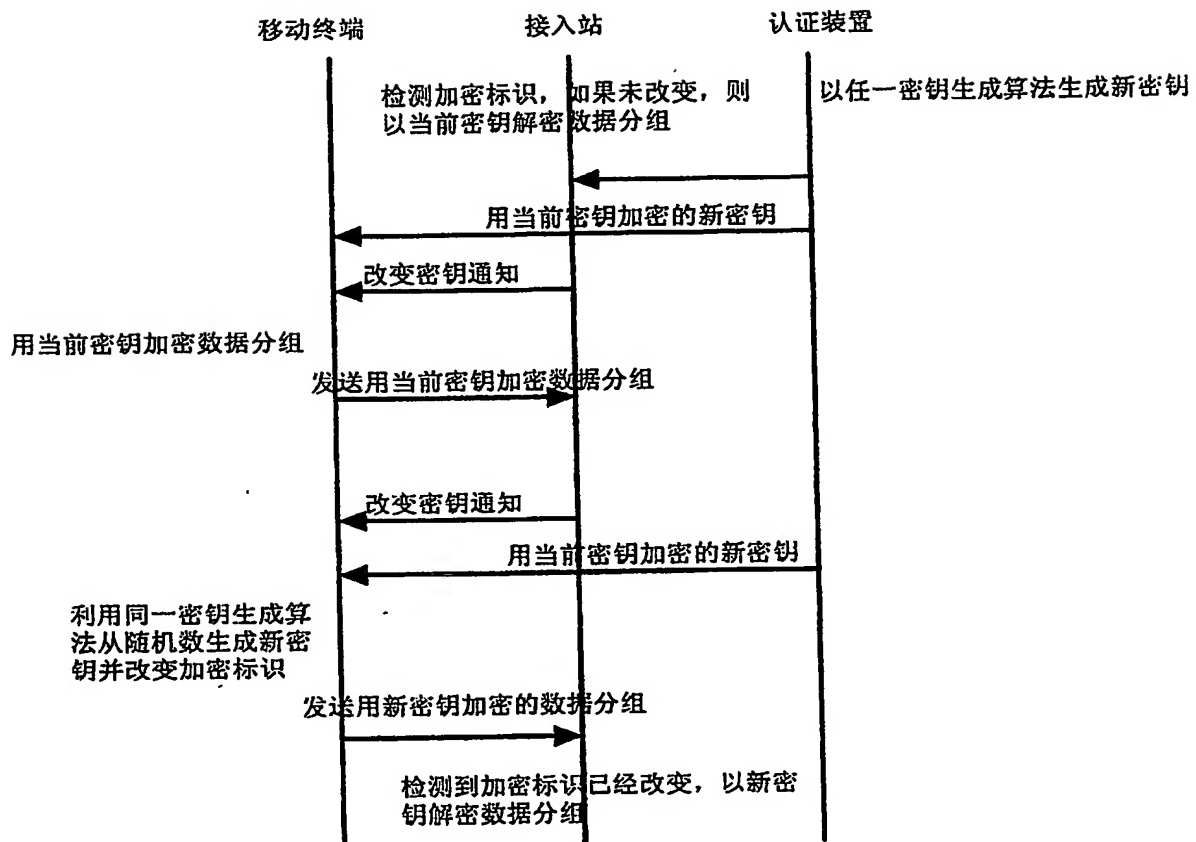 移动终端
接入站
认证装置
检测加密标识，如果未改变，则
以当前密钥解密数据分组
以任一密钥生成算法生成新密钥
用当前密钥加密的新密钥
改变密钥通知
用当前密钥加密数据分组
发送用当前密钥加密数据分组
改变密钥通知
用当前密钥加密的新密钥
利用同一密钥生成算
法从随机数生成新密
钥并改变加密标识
发送用新密钥加密的数据分组
检测到加密标识已经改变，以新密
钥解密数据分组